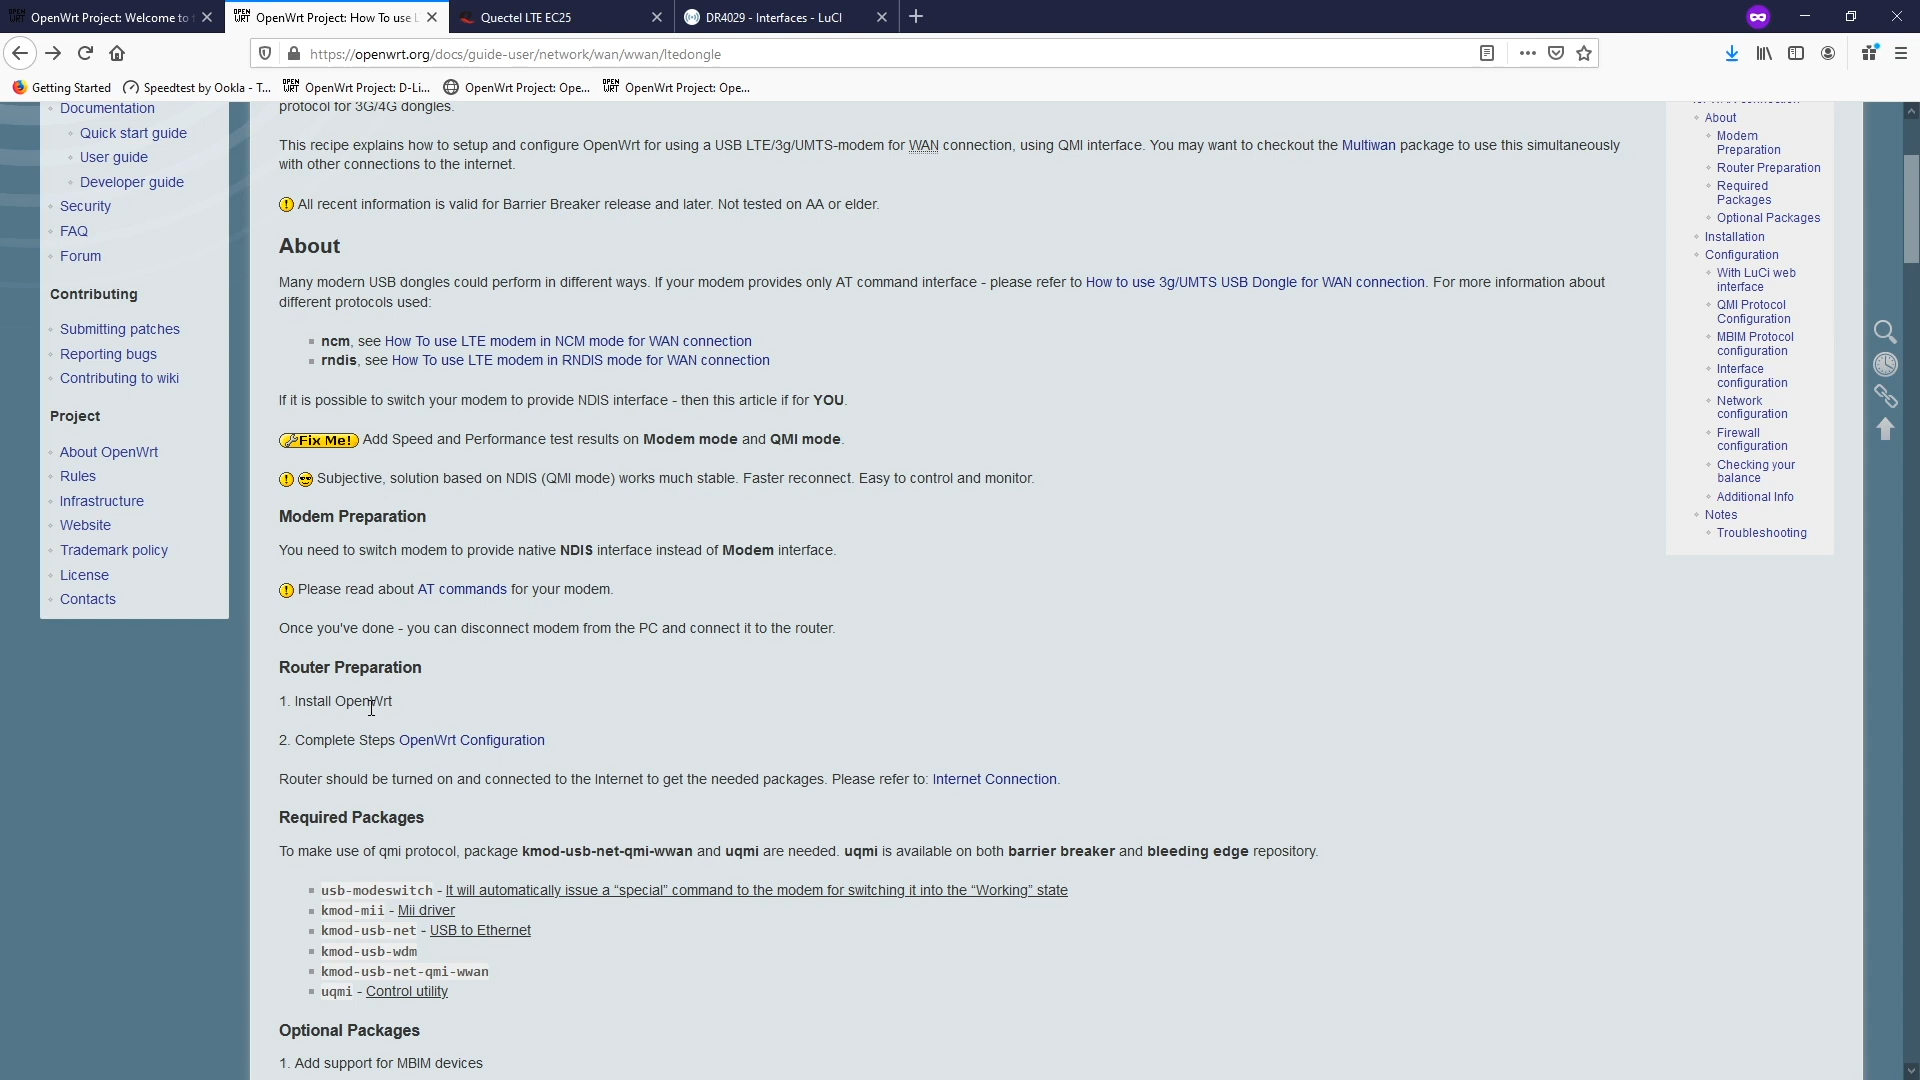 OpenWrt Project: Welcome to
OpenWrt Project: How To use L
Quectel LTE EC25
DR4029 - Interfaces - LuCI
https://openwrt.org/docs/guide-user/network/wan/wwan/ltedongle
Getting Started
Speedtest by Ookla - T...
OpenWrt Project: D-Li...
OpenWrt Project: Ope...
OpenWrt Project: Ope...
Documentation
Quick start guide
User guide
Developer guide
Security
FAQ
Forum
Contributing
Submitting patches
Reporting bugs
Contributing to wiki
Project
About OpenWrt
Rules
Infrastructure
Website
Trademark policy
License
Contacts
protocol for 3G/4G dongles.
This recipe explains how to setup and configure OpenWrt for using a USB LTE/3g/UMTS-modem for WAN connection, using QMI interface. You may want to checkout the Multiwan package to use this simultaneously
with other connections to the internet.
All recent information is valid for Barrier Breaker release and later. Not tested on AA or elder.
About
Many modern USB dongles could perform in different ways. If your modem provides only AT command interface - please refer to How to use 3g/UMTS USB Dongle for WAN connection. For more information about
different protocols used:
ncm, see How To use LTE modem in NCM mode for WAN connection
rndis, see How To use LTE modem in RNDIS mode for WAN connection
If it is possible to switch your modem to provide NDIS interface - then this article if for YOU.
Fix Me! Add Speed and Performance test results on Modem mode and QMI mode.
Subjective, solution based on NDIS (QMI mode) works much stable. Faster reconnect. Easy to control and monitor.
Modem Preparation
You need to switch modem to provide native NDIS interface instead of Modem interface.
Please read about AT commands for your modem.
Once you've done - you can disconnect modem from the PC and connect it to the router.
Router Preparation
1. Install OpenWrt
2. Complete Steps OpenWrt Configuration
Router should be turned on and connected to the Internet to get the needed packages. Please refer to: Internet Connection.
Required Packages
To make use of qmi protocol, package kmod-usb-net-qmi-wwan and uqmi are needed. uqmi is available on both barrier breaker and bleeding edge repository.
usb-modeswitch - It will automatically issue a “special” command to the modem for switching it into the “Working” state
kmod-mii - Mii driver
kmod-usb-net - USB to Ethernet
kmod-usb-wdm
kmod-usb-net-qmi-wwan
uqmi - Control utility
Optional Packages
1. Add support for MBIM devices
About
Modem
Preparation
Router Preparation
Required
Packages
Optional Packages
Installation
Configuration
With LuCi web
interface
QMI Protocol
Configuration
MBIM Protocol
configuration
Interface
configuration
Network
configuration
Firewall
configuration
Checking your
balance
Additional Info
Notes
Troubleshooting